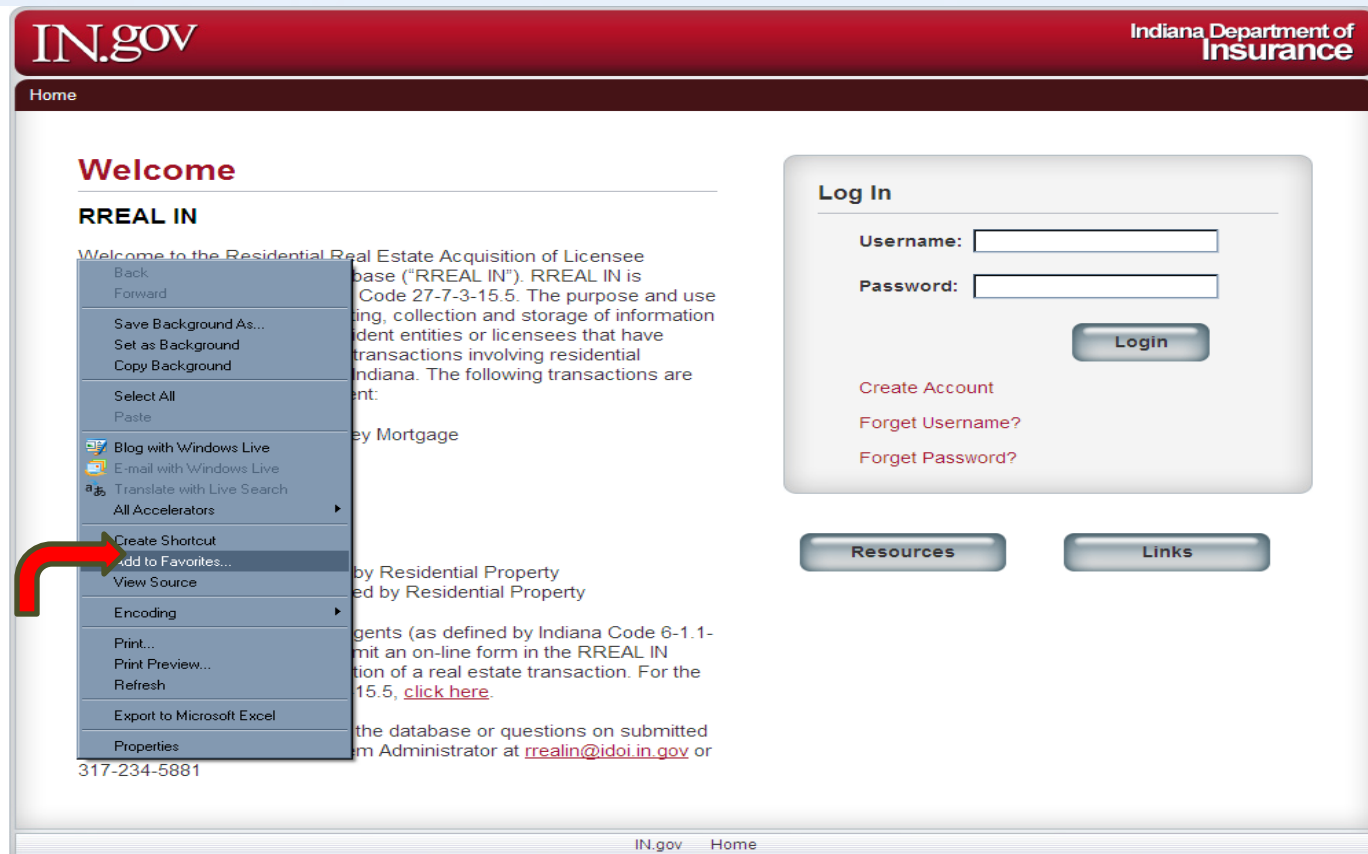 IN.gov
Indiana Department of
Insurance
Home
Welcome
RREAL IN
Welcome to the Residential Real Estate Acquisition of Licensee
base (“RREAL IN”). RREAL IN is
Code 27-7-3-15.5. The purpose and use
ting, collection and storage of information
ident entities or licensees that have
transactions involving residential
Indiana. The following transactions are
ent:
ey Mortgage
by Residential Property
ed by Residential Property
gents (as defined by Indiana Code 6-1.1-
mit an on-line form in the RREAL IN
tion of a real estate transaction. For the
15.5, click here.
the database or questions on submitted
m Administrator at rrealin@idoi.in.gov or
317-234-5881
Back
Forward
Save Background As...
Set as Background
Copy Background
Select All
Paste
Blog with Windows Live
E-mail with Windows Live
Translate with Live Search
All Accelerators
Create Shortcut
Add to Favorites...
View Source
Encoding
Print...
Print Preview...
Refresh
Export to Microsoft Excel
Properties
Log In
Username:
Password:
Login
Create Account
Forget Username?
Forget Password?
Resources
Links
IN.gov Home